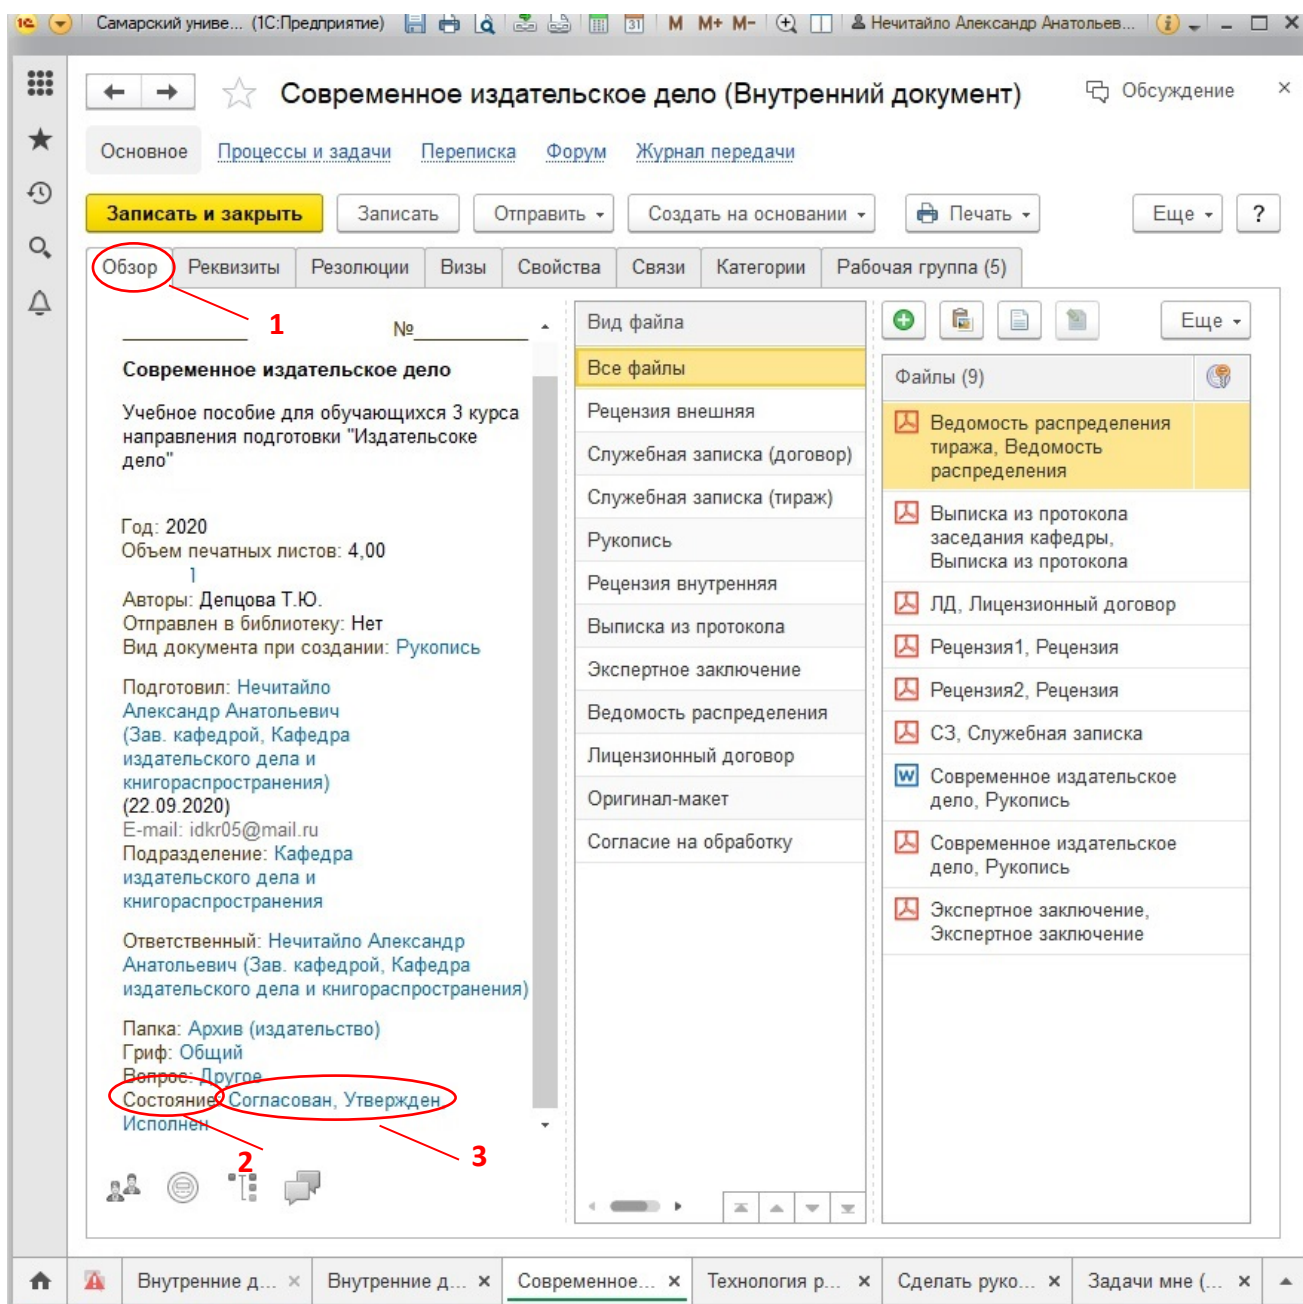 Самарский униве... (1С:Предприятие) 31 M M+ M- Нечитайло Александр Анатольев...
Современное издательское дело (Внутренний документ) Обсуждение
Основное Процессы и задачи Переписка Форум Журнал передачи
Записать и закрыть Записать Отправить Создать на основании Печать Еще ?
Обзор Реквизиты Резолюции Визы Свойства Связи Категории Рабочая группа (5)
1
№
Современное издательское дело
Учебное пособие для обучающихся 3 курса
направления подготовки "Издательсоке
дело"
Год: 2020
Объем печатных листов: 4,00
1
Авторы: Депцова Т.Ю.
Отправлен в библиотеку: Нет
Вид документа при создании: Рукопись
Подготовил: Нечитайло
Александр Анатольевич
(Зав. кафедрой, Кафедра
издательского дела и
книгораспространения)
(22.09.2020)
E-mail: idkr05@mail.ru
Подразделение: Кафедра
издательского дела и
книгораспространения
Ответственный: Нечитайло Александр
Анатольевич (Зав. кафедрой, Кафедра
издательского дела и книгораспространения)
Папка: Архив (издательство)
Гриф: Общий
Вопрос: Другое
Состояние: Согласован, Утвержден,
Исполнен
2
3
Вид файла
Все файлы
Рецензия внешняя
Служебная записка (договор)
Служебная записка (тираж)
Рукопись
Рецензия внутренняя
Выписка из протокола
Экспертное заключение
Ведомость распределения
Лицензионный договор
Оригинал-макет
Согласие на обработку
Еще
Файлы (9)
Ведомость распределения
тиража, Ведомость
распределения
Выписка из протокола
заседания кафедры,
Выписка из протокола
ЛД, Лицензионный договор
Рецензия1, Рецензия
Рецензия2, Рецензия
СЗ, Служебная записка
Современное издательское
дело, Рукопись
Современное издательское
дело, Рукопись
Экспертное заключение,
Экспертное заключение
Внутренние д... Внутренние д... Современное... Технология р... Сделать руко... Задачи мне (...